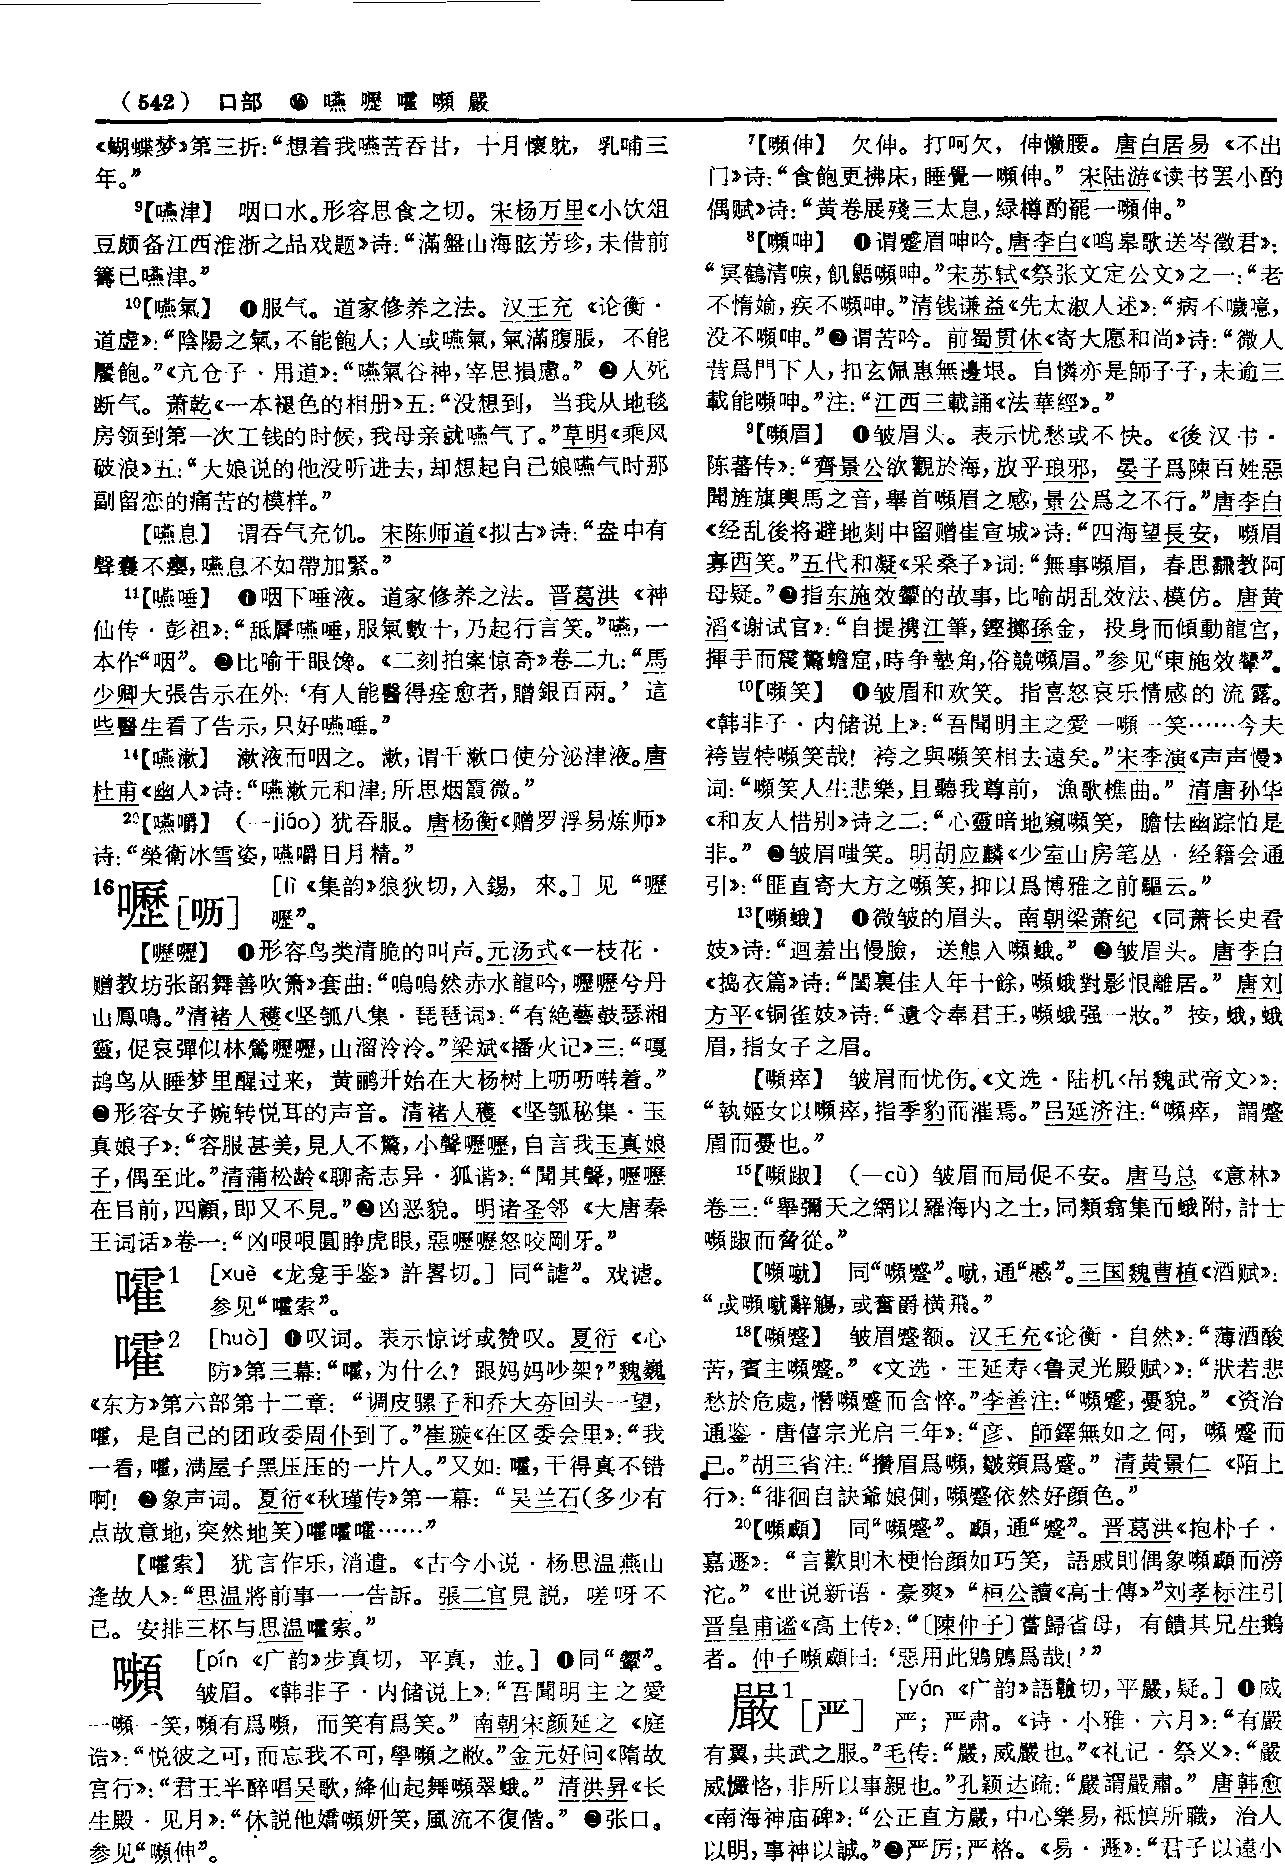 （542） 口部 ⓰ 嚥嚦嚯嚬嚴
《蝴蝶梦》第三折：“想着我嚥苦吞甘，十月懷躭，乳哺三
年。”
⁹【嚥津】 咽口水。形容思食之切。宋杨万里《小饮俎
豆颇备江西淮浙之品戏题》诗：“滿盤山海眩芳珍，未借前
籌已嚥津。”
¹⁰【嚥氣】 ❶服气。道家修养之法。汉王充《论衡·
道虚》：“陰陽之氣，不能飽人；人或嚥氣，氣滿腹脹，不能
饜飽。”《亢仓子·用道》：“嚥氣谷神，宰思損慮。” ❷人死
断气。萧乾《一本褪色的相册》五：“没想到，当我从地毯
房领到第一次工钱的时候，我母亲就嚥气了。”草明《乘风
破浪》五：“大娘说的他没听进去，却想起自己娘嚥气时那
副留恋的痛苦的模样。”
【嚥息】 谓吞气充饥。宋陈师道《拟古》诗：“盎中有
聲囊不癭，嚥息不如帶加緊。”
¹¹【嚥唾】 ❶咽下唾液。道家修养之法。晋葛洪《神
仙传·彭祖》：“舐脣嚥唾，服氣數十，乃起行言笑。”嚥，一
本作“咽”。❷比喻干眼馋。《二刻拍案惊奇》卷二九：“馬
少卿大張告示在外：‘有人能醫得痊愈者，贈銀百兩。’ 這
些醫生看了告示，只好嚥唾。”
¹⁴【嚥漱】 漱液而咽之。漱，谓干漱口使分泌津液。唐
杜甫《幽人》诗：“嚥漱元和津，所思烟霞微。”
²⁰【嚥嚼】 （—jiáo）犹吞服。唐杨衡《赠罗浮易炼师》
诗：“榮衛冰雪姿，嚥嚼日月精。”
16嚦[呖] [lì《集韵》狼狄切，入錫，來。] 见“嚦
嚦”。
【嚦嚦】 ❶形容鸟类清脆的叫声。元汤式《一枝花·
赠教坊张韶舞善吹箫》套曲：“嗚嗚然赤水龍吟，嚦嚦兮丹
山鳳鳴。”清褚人穫《坚瓠八集·琵琶词》：“有絶藝鼓瑟湘
靈，促哀彈似林鶯嚦嚦，山溜泠泠。”梁斌《播火记》三：“嘎
鸪鸟从睡梦里醒过来，黄鹂开始在大杨树上呖呖啭着。”
❷形容女子婉转悦耳的声音。清褚人穫《坚瓠秘集·玉
真娘子》：“容服甚美，見人不驚，小聲嚦嚦，自言我玉真娘
子，偶至此。”清蒲松龄《聊斋志异·狐谐》：“聞其聲，嚦嚦
在目前，四顧，即又不見。”❸凶恶貌。明诸圣邻《大唐秦
王词话》卷一：“凶哏哏圓睁虎眼，惡嚦嚦怒咬剛牙。”
嚯1 [xuè《龙龛手鉴》許畧切。] 同“謔”。戏谑。
参见“嚯索”。
嚯2 [huò] ❶叹词。表示惊讶或赞叹。夏衍《心
防》第三幕：“嚯，为什么？跟妈妈吵架？”魏巍
《东方》第六部第十二章：“调皮骡子和乔大夯回头一望，
嚯，是自己的团政委周仆到了。”崔璇《在区委会里》：“我
一看，嚯，满屋子黑压压的一片人。”又如：嚯，干得真不错
啊！ ❷象声词。夏衍《秋瑾传》第一幕：“吴兰石（多少有
点故意地，突然地笑）嚯嚯嚯……”
【嚯索】 犹言作乐，消遣。《古今小说·杨思温燕山
逢故人》：“思温將前事一一告訴。張二官見説，嗟呀不
已。安排三杯与思温嚯索。”
嚬 [pín《广韵》步真切，平真，並。] ❶同“顰”。
皱眉。《韩非子·内储说上》：“吾聞明主之愛
一嚬一笑，嚬有爲嚬，而笑有爲笑。” 南朝宋颜延之《庭
诰》：“悦彼之可，而忘我不可，學嚬之敝。”金元好问《隋故
宫行》：“君王半醉唱吴歌，絳仙起舞嚬翠蛾。” 清洪昇《长
生殿·见月》：“休説他嬌嚬妍笑，風流不復偕。” ❷张口。
参见“嚬伸”。
⁷【嚬伸】 欠伸。打呵欠，伸懒腰。唐白居易《不出
门》诗：“食飽更拂床，睡覺一嚬伸。” 宋陆游《读书罢小酌
偶赋》诗：“黄卷展殘三太息，緑樽酌罷一嚬伸。”
⁸【嚬呻】 ❶谓蹙眉呻吟。唐李白《鸣皋歌送岑徵君》：
“冥鶴清唳，飢鼯嚬呻。”宋苏轼《祭张文定公文》之一：“老
不惰媮，疾不嚬呻。”清钱谦益《先太淑人述》：“病不噦噫，
没不嚬呻。”❷谓苦吟。前蜀贯休《寄大愿和尚》诗：“微人
昔爲門下人，扣玄佩惠無邊垠。自憐亦是師子子，未逾三
載能嚬呻。”注：“江西三載誦《法華經》。”
⁹【嚬眉】 ❶皱眉头。表示忧愁或不快。《後汉书·
陈蕃传》：“齊景公欲觀於海，放乎琅邪，晏子爲陳百姓惡
聞旌旗輿馬之音，舉首嚬眉之感，景公爲之不行。”唐李白
《经乱後将避地剡中留赠崔宣城》诗：“四海望長安，嚬眉
寡西笑。”五代和凝《采桑子》词：“無事嚬眉，春思翻教阿
母疑。”❷指东施效颦的故事，比喻胡乱效法、模仿。唐黄
滔《谢试官》：“自提携江筆，鏗擲孫金，投身而傾動龍宫，
揮手而震驚蟾窟，時争墊角，俗競嚬眉。”参见“東施效顰”。
¹⁰【嚬笑】 ❶皱眉和欢笑。指喜怒哀乐情感的流露。
《韩非子·内储说上》：“吾聞明主之愛一嚬一笑……今夫
袴豈特嚬笑哉！袴之與嚬笑相去遠矣。”宋李演《声声慢》
词：“嚬笑人生悲樂，且聽我尊前，漁歌樵曲。” 清唐孙华
《和友人惜别》诗之二：“心靈暗地窺嚬笑，膽怯幽踪怕是
非。” ❷皱眉嗤笑。明胡应麟《少室山房笔丛·经籍会通
引》：“匪直寄大方之嚬笑，抑以爲博雅之前驅云。”
¹³【嚬蛾】 ❶微皱的眉头。南朝梁萧纪《同萧长史看
妓》诗：“迴羞出慢臉，送態入嚬蛾。” ❷皱眉头。唐李白
《捣衣篇》诗：“閨裏佳人年十餘，嚬蛾對影恨離居。” 唐刘
方平《铜雀妓》诗：“遺令奉君王，嚬蛾强一妝。” 按，蛾，蛾
眉，指女子之眉。
【嚬瘁】 皱眉而忧伤。《文选·陆机〈吊魏武帝文〉》：
“執姬女以嚬瘁，指季豹而漼焉。”吕延济注：“嚬瘁，謂蹙
眉而憂也。”
¹⁵【嚬踧】 （—cù）皱眉而局促不安。唐马总《意林》
卷三：“舉彌天之網以羅海内之士，同類翕集而蛾附，計士
嚬踧而脅從。”
【嚬噈】 同“嚬蹙”。噈，通“慼”。三国魏曹植《酒赋》：
“或嚬噈辭觴，或奮爵横飛。”
¹⁸【嚬蹙】 皱眉蹙额。汉王充《论衡·自然》：“薄酒酸
苦，賓主嚬蹙。” 《文选·王延寿〈鲁灵光殿赋〉》：“狀若悲
愁於危處，憯嚬蹙而含悴。”李善注：“嚬蹙，憂貌。” 《资治
通鉴·唐僖宗光启三年》：“彦、師鐸無如之何，嚬蹙而
已。”胡三省注：“攢眉爲嚬，皺頞爲蹙。” 清黄景仁《陌上
行》：“徘徊自訣爺娘側，嚬蹙依然好顔色。”
²⁰【嚬顣】 同“嚬蹙”。顣，通“蹙”。晋葛洪《抱朴子·
嘉遯》：“言歡則木梗怡顔如巧笑，語戚則偶象嚬顣而滂
沱。” 《世说新语·豪爽》“桓公讀《高士傳》”刘孝标注引
晋皇甫谧《高士传》：“〔陳仲子〕嘗歸省母，有饋其兄生鵝
者。仲子嚬顣曰：‘惡用此鶃鶃爲哉！’”
嚴1[严] [yán《广韵》語𩏩切，平嚴，疑。] ❶威
严；严肃。《诗·小雅·六月》：“有嚴
有翼，共武之服。”毛传：“嚴，威嚴也。”《礼记·祭义》：“嚴
威儼恪，非所以事親也。”孔颖达疏：“嚴謂嚴肅。” 唐韩愈
《南海神庙碑》：“公正直方嚴，中心樂易，祗慎所職，治人
以明，事神以誠。”❷严厉；严格。《易·遯》：“君子以遠小